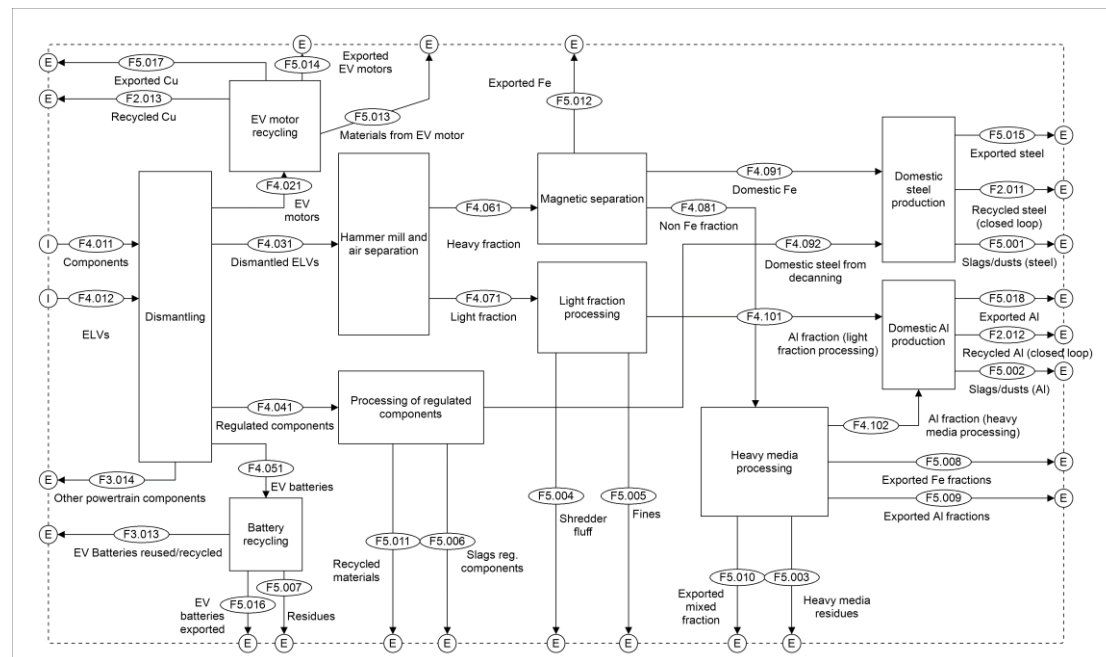 E
E
E
E
F5.017
F5.014
Exported
EV motors
Exported Cu
Exported Fe
E
F2.013
F5.012
Recycled Cu
EV motor
recycling
F5.013
Materials from EV motor
F5.015
E
Exported steel
F4.021
EV
motors
F4.061
Magnetic separation
F4.091
Domestic Fe
Domestic
steel
production
F2.011
E
Recycled steel
(closed loop)
F4.081
Non Fe fraction
I
F4.011
Components
F4.031
Dismantled ELVs
Hammer mill and
air separation
Heavy fraction
F4.092
Domestic steel from
decanning
F5.001
E
Slags/dusts (steel)
I
F4.012
ELVs
Dismantling
F4.071
Light fraction
Light fraction
processing
F4.101
Al fraction (light
fraction processing)
Domestic Al
production
F5.018
E
Exported Al
F2.012
E
Recycled Al (closed loop)
F5.002
E
Slags/dusts (Al)
F4.041
Regulated components
Processing of regulated
components
F4.102
Al fraction (heavy
media processing)
Heavy media
processing
F4.051
EV batteries
E
F3.014
Other powertrain components
F5.008
E
Exported Fe fractions
F5.009
E
Exported Al fractions
F5.004
Shredder
fluff
F5.005
Fines
E
F3.013
EV Batteries reused/recycled
Battery
recycling
F5.011
Recycled
materials
F5.006
Slags reg.
components
F5.010
Exported
mixed
fraction
F5.003
Heavy media
residues
F5.016
EV
batteries
exported
F5.007
Residues
E
E
E
E
E
E
E
E